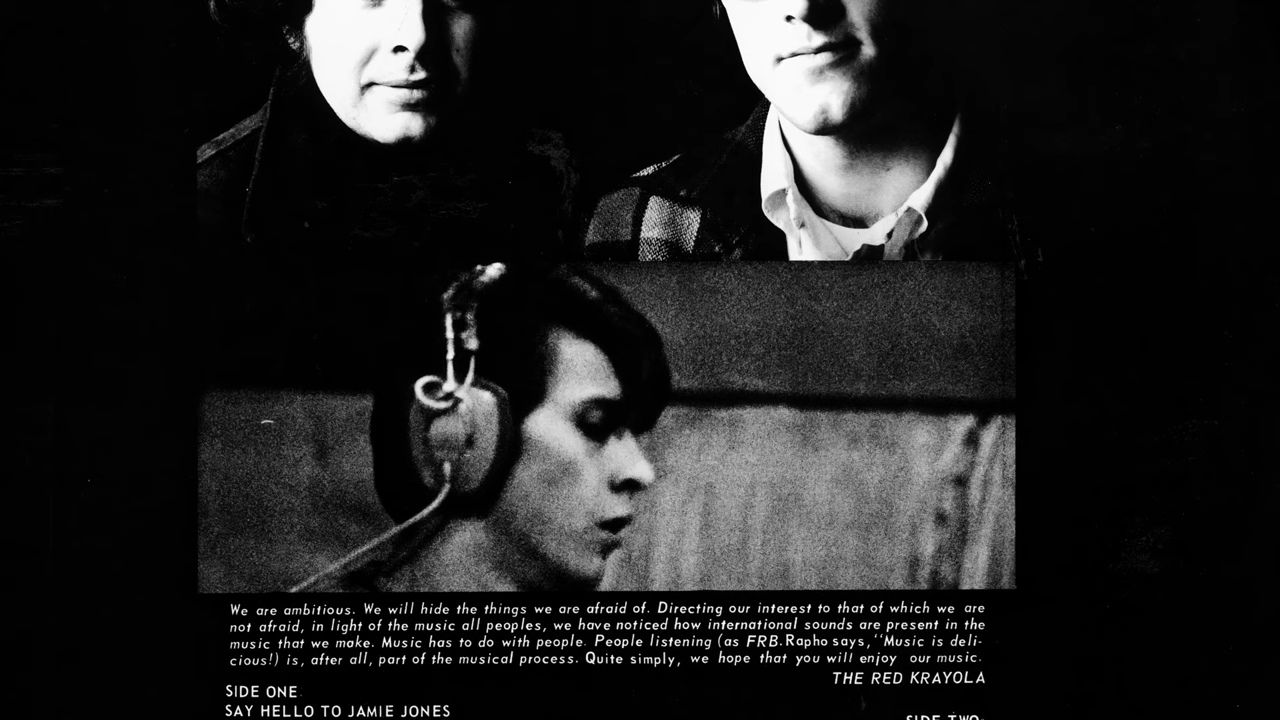 We are ambitious. We will hide the things we are afraid of. Directing our interest to that of which we are
not afraid, in light of the music all peoples, we have noticed how international sounds are present in the
music that we make. Music has to do with people. People listening (as FRB.Rapho says, "Music is deli-
cious!) is, after all, part of the musical process. Quite simply, we hope that you will enjoy our music.
THE RED KRAYOLA
SIDE ONE
SAY HELLO TO JAMIE JONES
SIDE TWO: